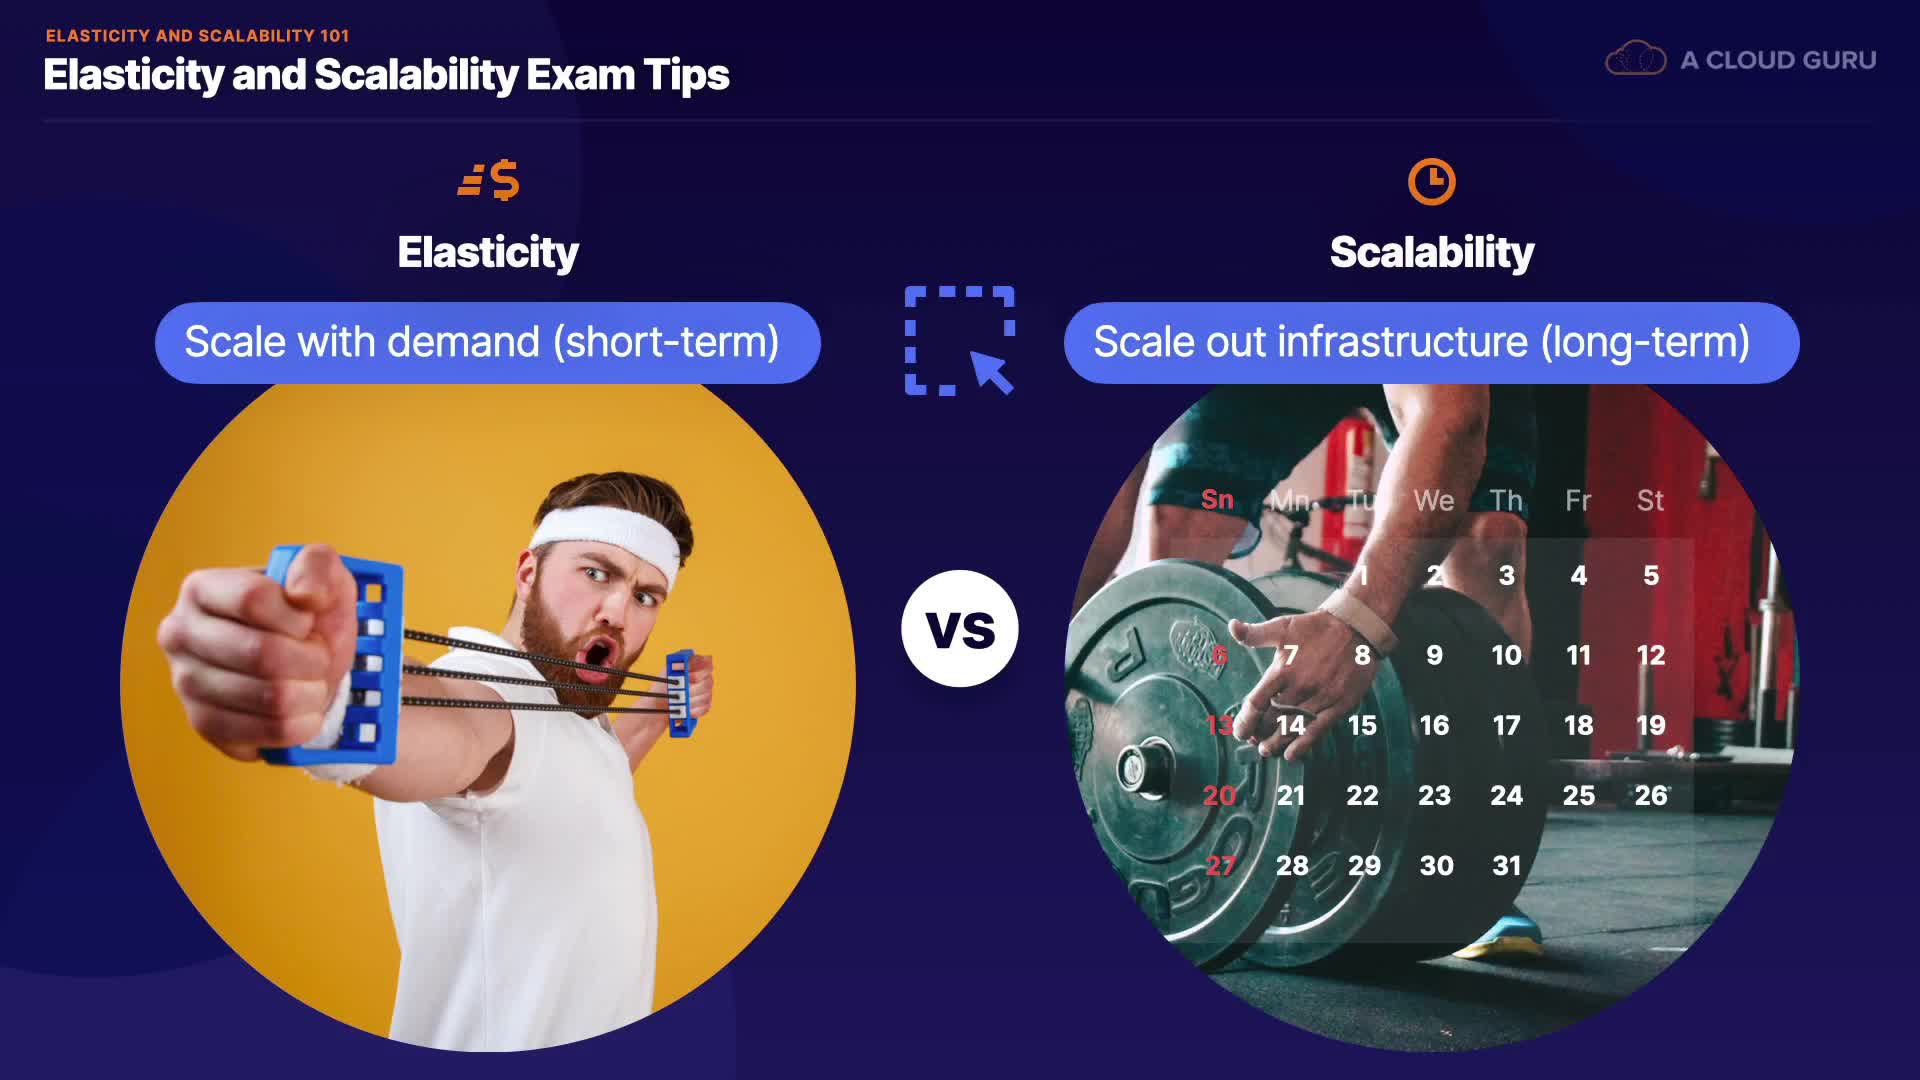 ELASTICITY AND SCALABILITY 101
Elasticity and Scalability Exam Tips
A CLOUD GURU
Elasticity
Scale with demand (short-term)
VS
Scalability
Scale out infrastructure (long-term)
Sn Mn Tu We Th Fr St
1 2 3 4 5
6 7 8 9 10 11 12
13 14 15 16 17 18 19
20 21 22 23 24 25 26
27 28 29 30 31